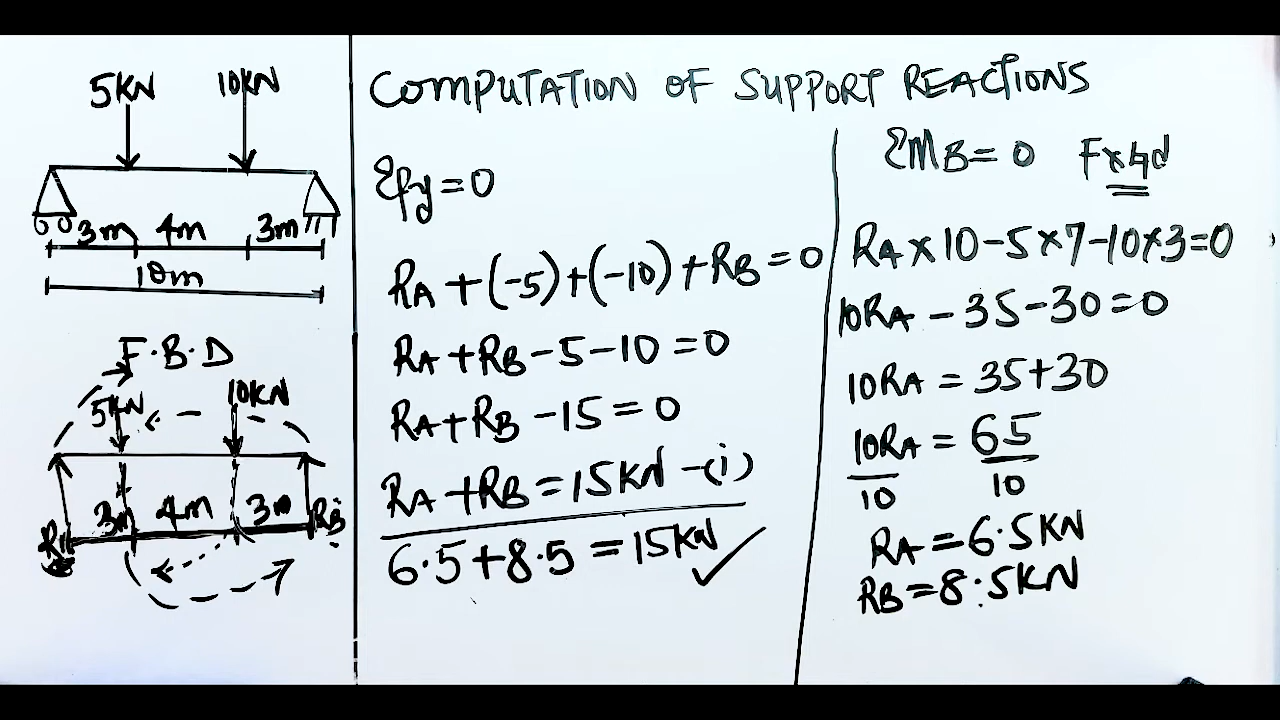 COMPUTATION OF SUPPORT REACTIONS
5KN 10KN
3m 4m 3m
10m
F.B.D
5KN 10KN
3m 4m 3m
RB
Σfy=0
RA+(-5)+(-10)+RB=0
RA+RB-5-10=0
RA+RB-15=0
RA+RB=15KN-(i)
6.5+8.5=15KN✓
ΣMB=0 Fx⊥d
RA×10-5×7-10×3=0
10RA-35-30=0
10RA=35+30
10RA=65
10 10
RA=6.5KN
RB=8.5KN